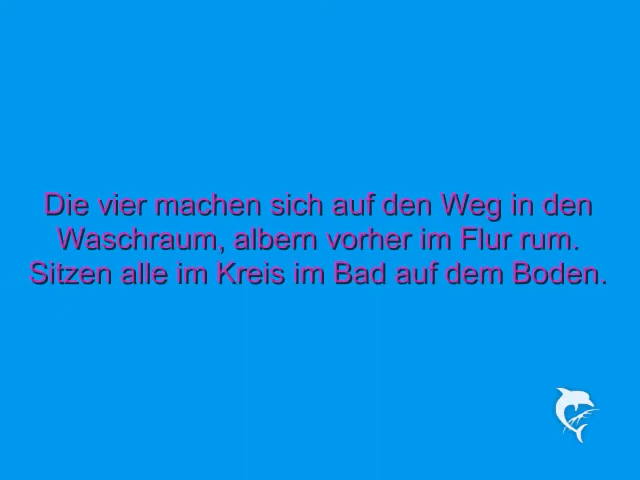 Die vier machen sich auf den Weg in den
Waschraum, albern vorher im Flur rum.
Sitzen alle im Kreis im Bad auf dem Boden.